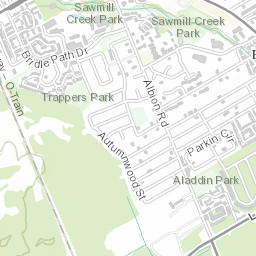 Sawmill
Creek Park
Sawmill Creek
Park
Bridle Path Dr
O-Train
Trappers Park
Albion Rd
Autumnwood St
Parkin Cir
Aladdin Park